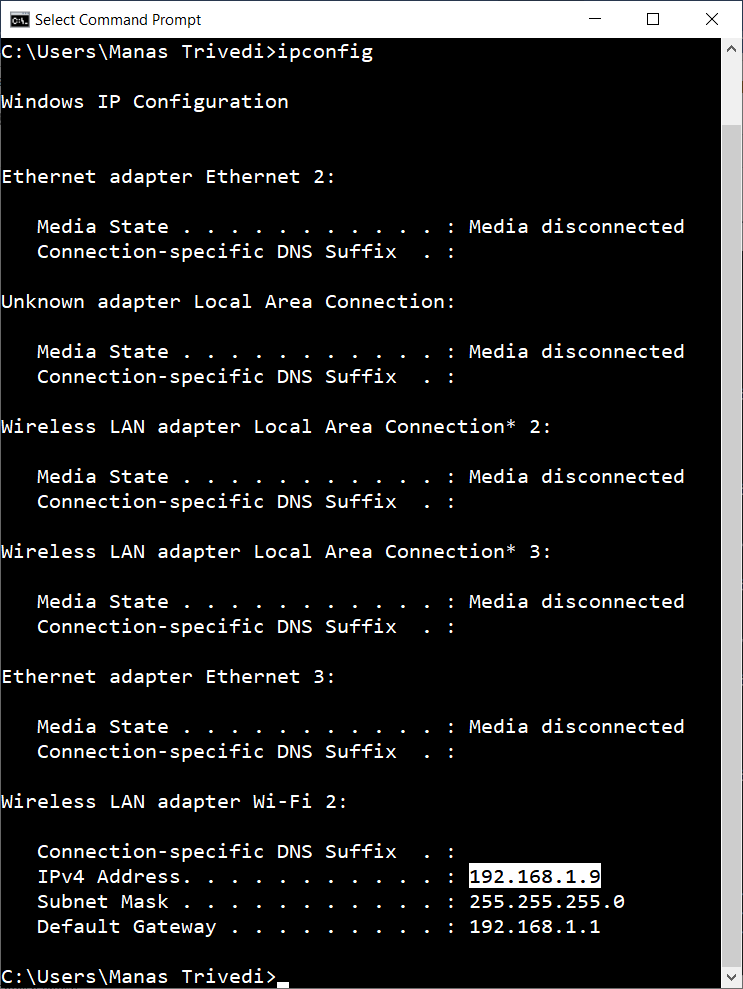 Select Command Prompt
C:\Users\Manas Trivedi>ipconfig
Windows IP Configuration
Ethernet adapter Ethernet 2:
   Media State . . . . . . . . . . . : Media disconnected
   Connection-specific DNS Suffix  . :
Unknown adapter Local Area Connection:
   Media State . . . . . . . . . . . : Media disconnected
   Connection-specific DNS Suffix  . :
Wireless LAN adapter Local Area Connection* 2:
   Media State . . . . . . . . . . . : Media disconnected
   Connection-specific DNS Suffix  . :
Wireless LAN adapter Local Area Connection* 3:
   Media State . . . . . . . . . . . : Media disconnected
   Connection-specific DNS Suffix  . :
Ethernet adapter Ethernet 3:
   Media State . . . . . . . . . . . : Media disconnected
   Connection-specific DNS Suffix  . :
Wireless LAN adapter Wi-Fi 2:
   Connection-specific DNS Suffix  . :
   IPv4 Address. . . . . . . . . . . : 192.168.1.9
   Subnet Mask . . . . . . . . . . . : 255.255.255.0
   Default Gateway . . . . . . . . . : 192.168.1.1
C:\Users\Manas Trivedi>